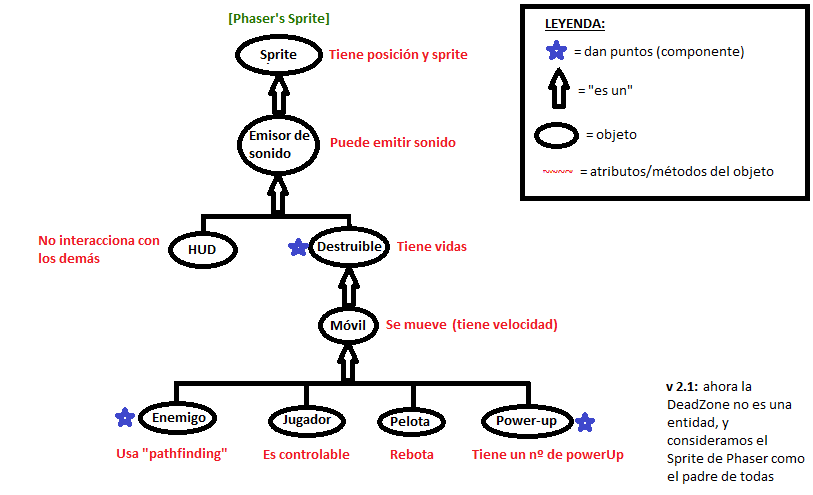 [Phaser's Sprite]
Sprite
Tiene posición y sprite
Emisor de
sonido
Puede emitir sonido
No interacciona con
los demás
HUD
Destruible
Tiene vidas
Móvil
Se mueve (tiene velocidad)
Enemigo
Jugador
Pelota
Power-up
Usa "pathfinding"
Es controlable
Rebota
Tiene un nº de powerUp
LEYENDA:
= dan puntos (componente)
= "es un"
= objeto
= atributos/métodos del objeto
v 2.1: ahora la
DeadZone no es una
entidad, y
consideramos el
Sprite de Phaser como
el padre de todas